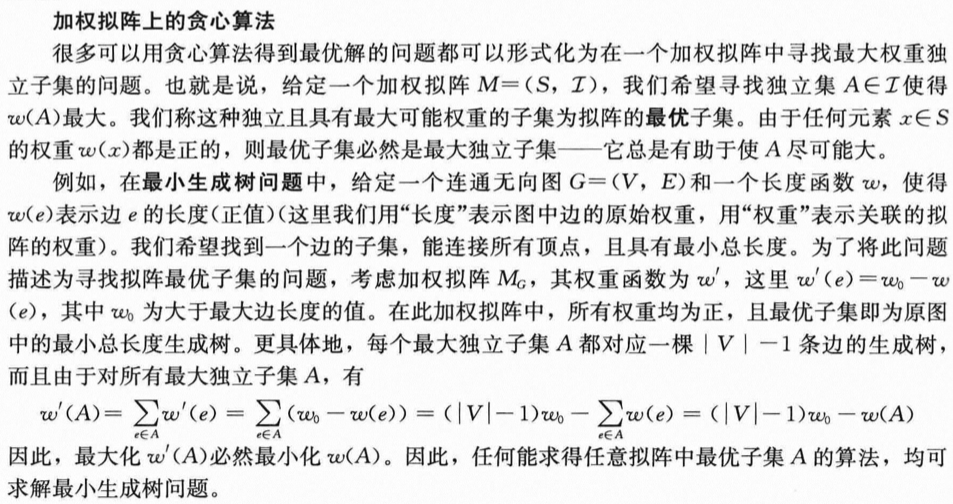 加权拟阵上的贪心算法
很多可以用贪心算法得到最优解的问题都可以形式化为在一个加权拟阵中寻找最大权重独
立子集的问题。也就是说，给定一个加权拟阵 M=(S, ℐ)，我们希望寻找独立集 A∈ℐ使得
w(A)最大。我们称这种独立且具有最大可能权重的子集为拟阵的最优子集。由于任何元素 x∈S
的权重 w(x)都是正的，则最优子集必然是最大独立子集——它总是有助于使 A 尽可能大。
例如，在最小生成树问题中，给定一个连通无向图 G=(V, E)和一个长度函数 w，使得
w(e)表示边 e 的长度(正值)(这里我们用“长度”表示图中边的原始权重，用“权重”表示关联的拟
阵的权重)。我们希望找到一个边的子集，能连接所有顶点，且具有最小总长度。为了将此问题
描述为寻找拟阵最优子集的问题，考虑加权拟阵 M_G，其权重函数为 w′，这里 w′(e)=w₀-w
(e)，其中 w₀ 为大于最大边长度的值。在此加权拟阵中，所有权重均为正，且最优子集即为原图
中的最小总长度生成树。更具体地，每个最大独立子集 A 都对应一棵 |V|-1 条边的生成树，
而且由于对所有最大独立子集 A，有
w′(A)= ∑_{e∈A} w′(e) = ∑_{e∈A} (w₀-w(e)) = (|V|-1)w₀ - ∑_{e∈A} w(e) = (|V|-1)w₀-w(A)
因此，最大化 w′(A)必然最小化 w(A)。因此，任何能求得任意拟阵中最优子集 A 的算法，均可
求解最小生成树问题。